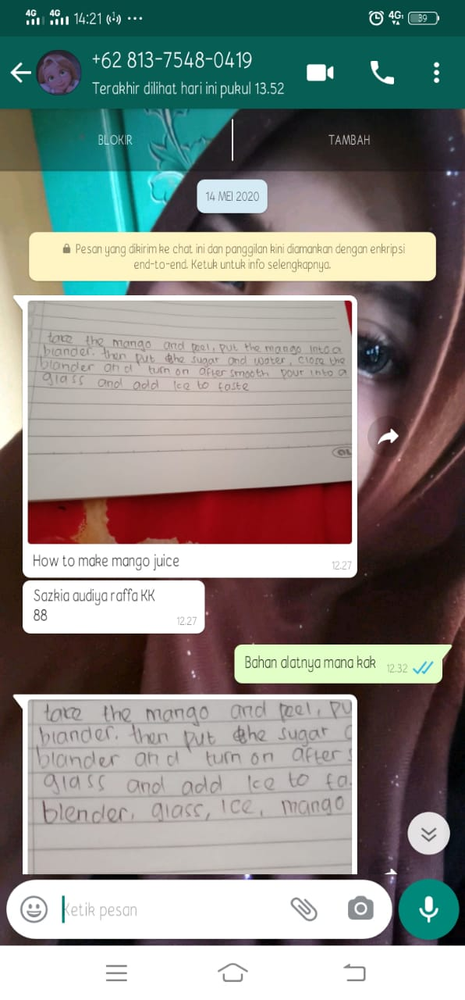 4G 4G 14:21 4G 39
+62 813-7548-0419
Terakhir dilihat hari ini pukul 13.52
BLOKIR TAMBAH
14 MEI 2020
Pesan yang dikirim ke chat ini dan panggilan kini diamankan dengan enkripsi
end-to-end. Ketuk untuk info selengkapnya.
take the mango and peel, put the mango into a
blander. then put the sugar and water, close the
blander and turn on after smooth pour into a
glass and add Ice to taste
How to make mango juice
12.27
Sazkia audiya raffa KK
88
12.27
Bahan alatnya mana kak 12.32
take the mango and peel, pu
blander. then put the sugar
blander and turn on after
glass and add Ice to ta
blender, glass, Ice, mango
Ketik pesan